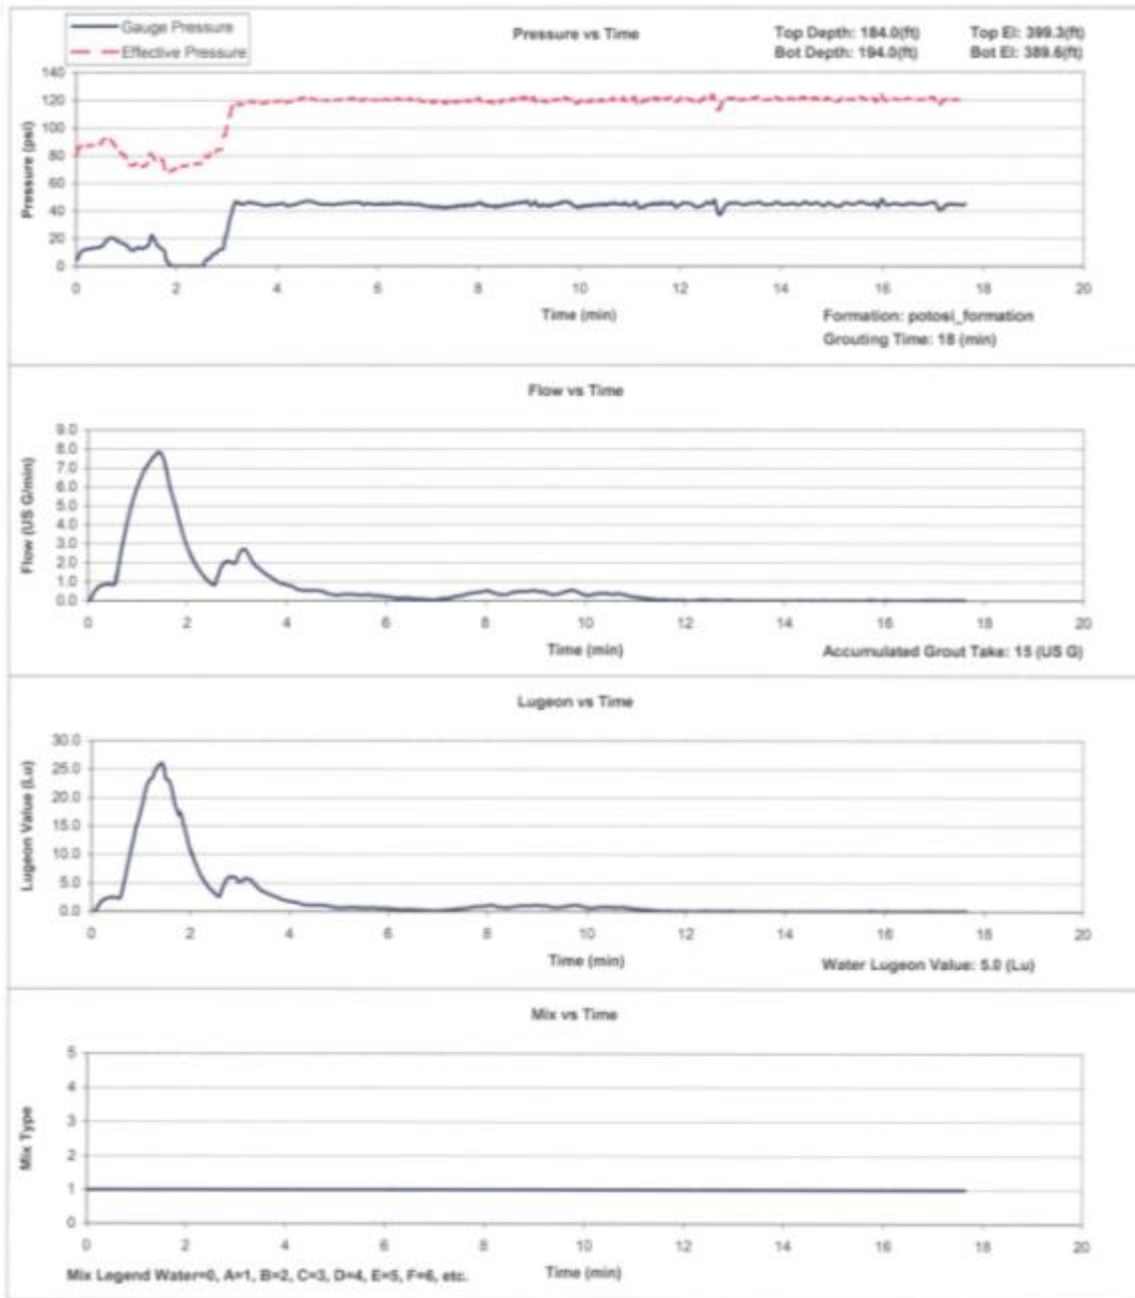 Gauge Pressure
Effective Pressure
Pressure vs Time
Top Depth: 184.0(ft) Top El: 399.3(ft)
Bot Depth: 194.0(ft) Bot El: 389.6(ft)
Pressure (psi)
140
120
100
80
60
40
20
0
0 2 4 6 8 10 12 14 16 18 20
Time (min)
Formation: potosi_formation
Grouting Time: 18 (min)
Flow vs Time
Flow (US G/min)
9.0
8.0
7.0
6.0
5.0
4.0
3.0
2.0
1.0
0.0
0 2 4 6 8 10 12 14 16 18 20
Time (min)
Accumulated Grout Take: 15 (US G)
Lugeon vs Time
Lugeon Value (Lu)
30.0
25.0
20.0
15.0
10.0
5.0
0.0
0 2 4 6 8 10 12 14 16 18 20
Time (min)
Water Lugeon Value: 5.0 (Lu)
Mix vs Time
Mix Type
5
4
3
2
1
0
0 2 4 6 8 10 12 14 16 18 20
Mix Legend Water=0, A=1, B=2, C=3, D=4, E=5, F=6, etc.
Time (min)